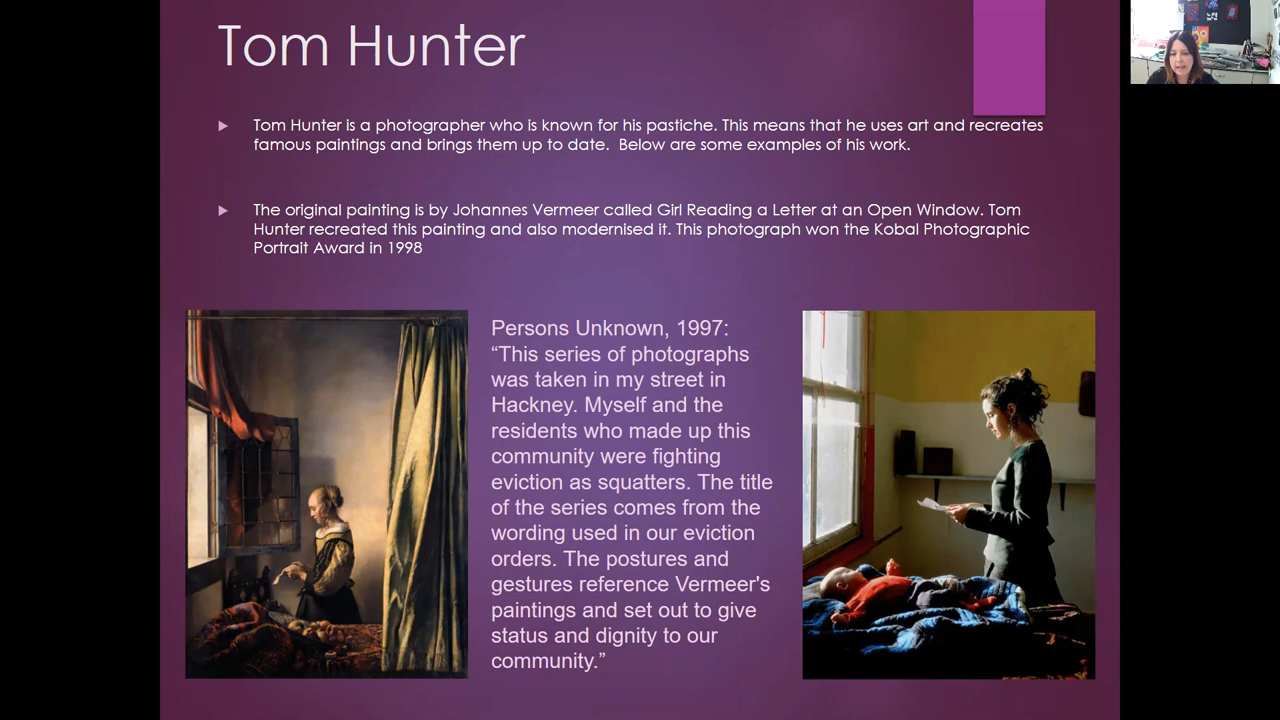 Tom Hunter
Tom Hunter is a photographer who is known for his pastiche. This means that he uses art and recreates
famous paintings and brings them up to date.  Below are some examples of his work.
The original painting is by Johannes Vermeer called Girl Reading a Letter at an Open Window. Tom
Hunter recreated this painting and also modernised it. This photograph won the Kobal Photographic
Portrait Award in 1998
Persons Unknown, 1997:
“This series of photographs
was taken in my street in
Hackney. Myself and the
residents who made up this
community were fighting
eviction as squatters. The title
of the series comes from the
wording used in our eviction
orders. The postures and
gestures reference Vermeer's
paintings and set out to give
status and dignity to our
community.”